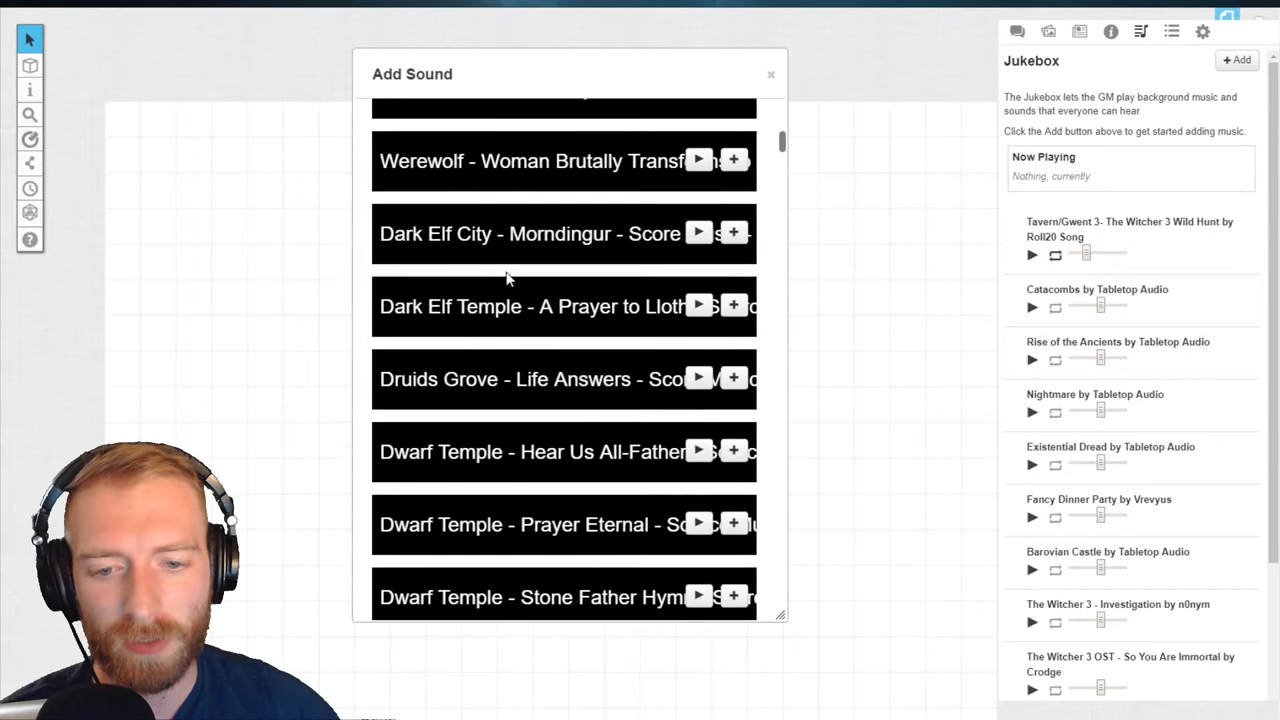 Add Sound
×
Werewolf - Woman Brutally Transf
Dark Elf City - Morndingur - Score
Dark Elf Temple - A Prayer to Lloth
Druids Grove - Life Answers - Sco
Dwarf Temple - Hear Us All-Father
Dwarf Temple - Prayer Eternal - S
Dwarf Temple - Stone Father Hym
Jukebox
+ Add
The Jukebox lets the GM play background music and
sounds that everyone can hear.
Click the Add button above to get started adding music.
Now Playing
Nothing, currently.
Tavern/Gwent 3- The Witcher 3 Wild Hunt by
Roll20 Song
Catacombs by Tabletop Audio
Rise of the Ancients by Tabletop Audio
Nightmare by Tabletop Audio
Existential Dread by Tabletop Audio
Fancy Dinner Party by Vrevyus
Barovian Castle by Tabletop Audio
The Witcher 3 - Investigation by n0nym
The Witcher 3 OST - So You Are Immortal by
Crodge